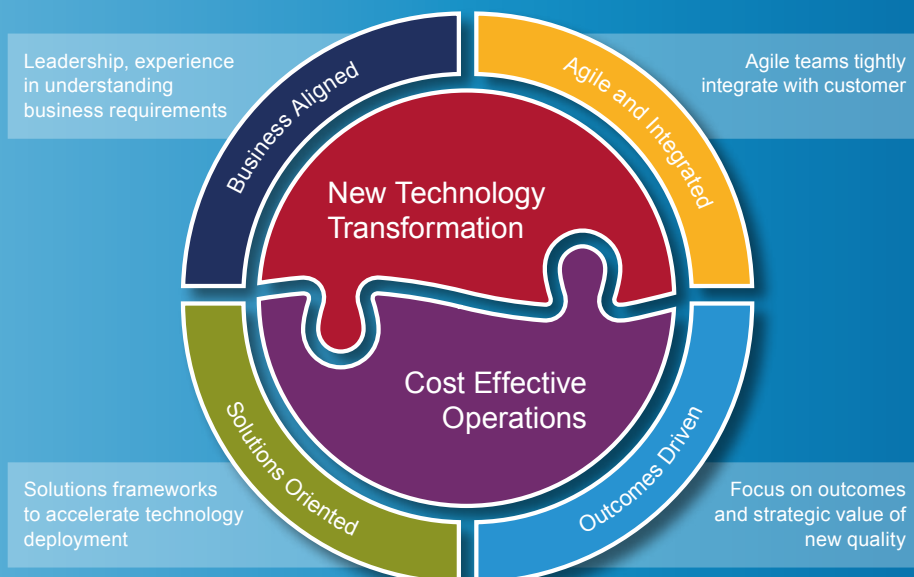 Leadership, experience
in understanding
business requirements
Business Aligned
Agile and Integrated
Agile teams tightly
integrate with customer
New Technology
Transformation
Cost Effective
Operations
Solutions Oriented
Outcomes Driven
Solutions frameworks
to accelerate technology
deployment
Focus on outcomes
and strategic value of
new quality